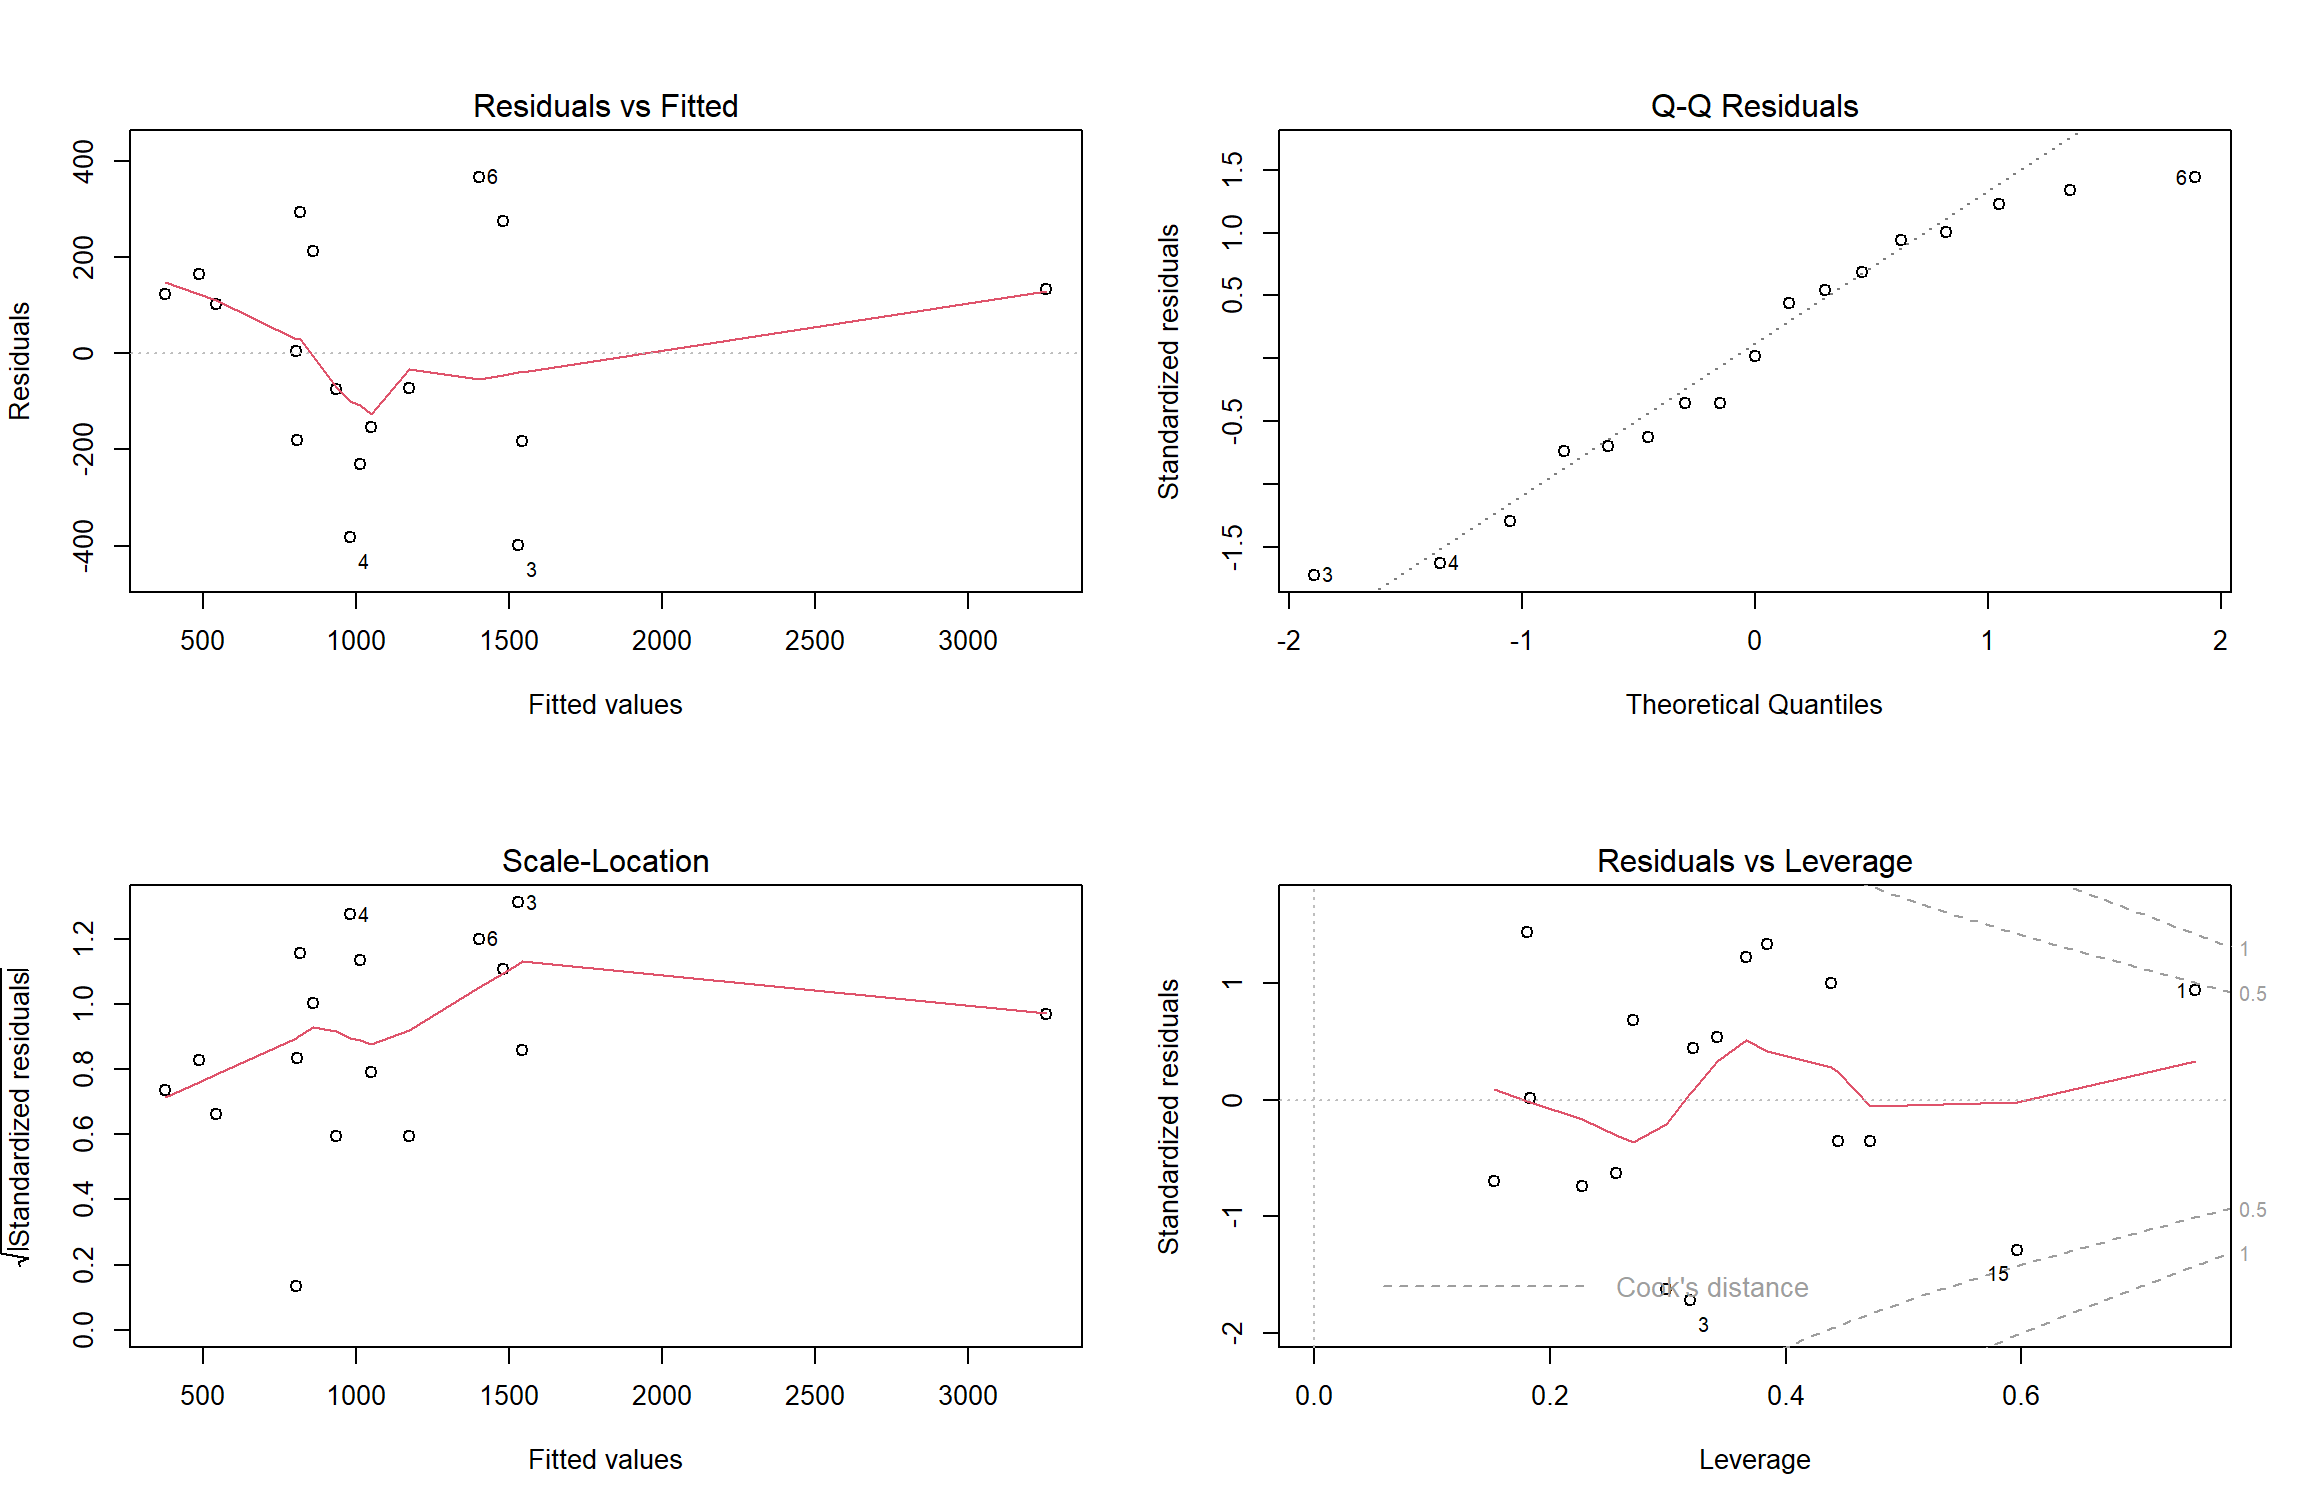 Residuals vs Fitted
400
200
0
-200
-400
Residuals
6
4
3
500 1000 1500 2000 2500 3000
Fitted values
Q-Q Residuals
1.5
1.0
0.5
-0.5
-1.5
Standardized residuals
6
4
3
-2 -1 0 1 2
Theoretical Quantiles
Scale-Location
1.2
1.0
0.8
0.6
0.4
0.2
0.0
√|Standardized residuals|
4
3
6
500 1000 1500 2000 2500 3000
Fitted values
Residuals vs Leverage
1
0
-1
-2
Standardized residuals
1
0.5
0.5
1
1
15
3
Cook's distance
0.0 0.2 0.4 0.6
Leverage